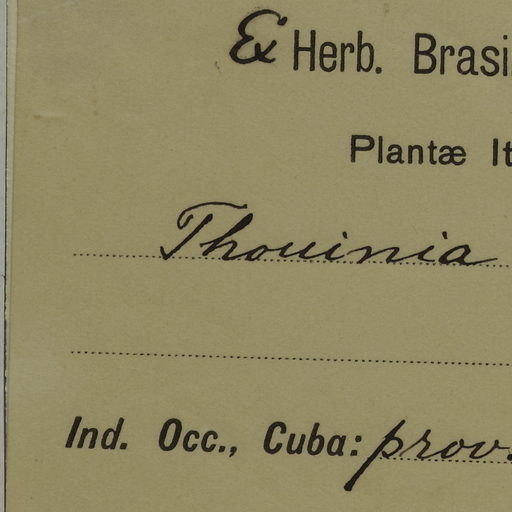 Ex Herb. Brasi
Plantæ It
Thouinia
Ind. Occ., Cuba: prov.